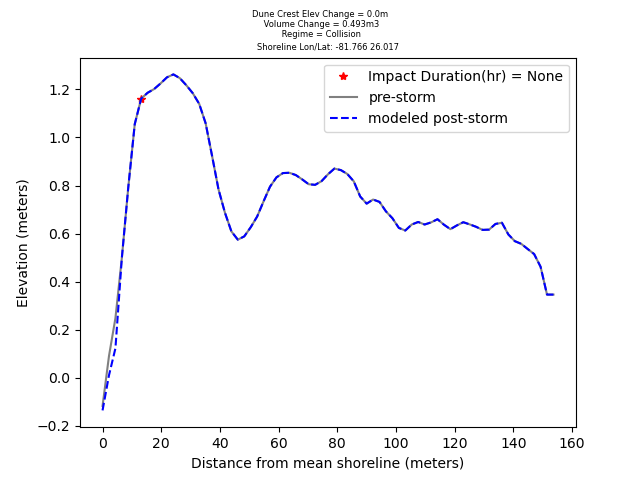 Dune Crest Elev Change = 0.0m
Volume Change = 0.493m3
Regime = Collision
Shoreline Lon/Lat: -81.766 26.017
Impact Duration(hr) = None
pre-storm
modeled post-storm
Elevation (meters)
1.2
1.0
0.8
0.6
0.4
0.2
0.0
−0.2
0 20 40 60 80 100 120 140 160
Distance from mean shoreline (meters)